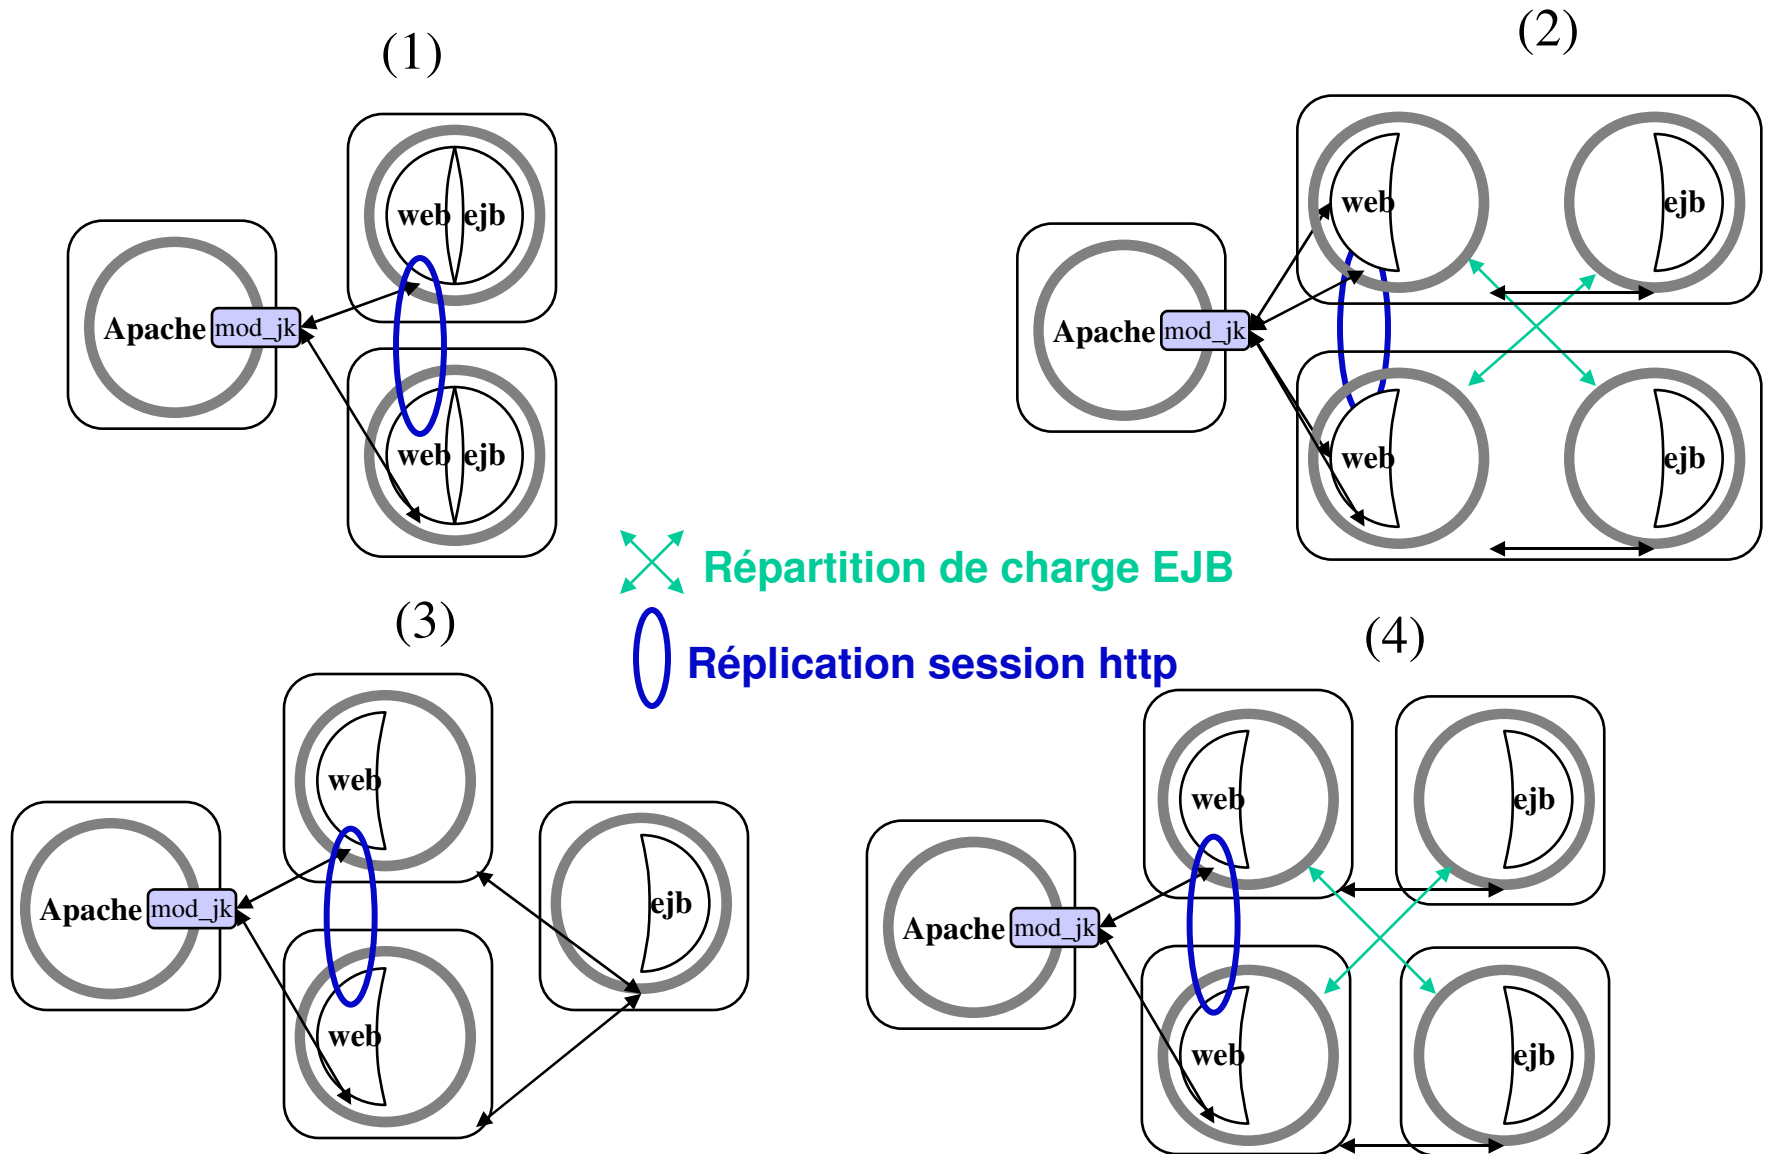 (1)
web ejb
Apache mod_jk
web ejb
(2)
web ejb
Apache mod_jk
web ejb
Répartition de charge EJB
Réplication session http
(3)
web
Apache mod_jk
ejb
web
(4)
web ejb
Apache mod_jk
web ejb